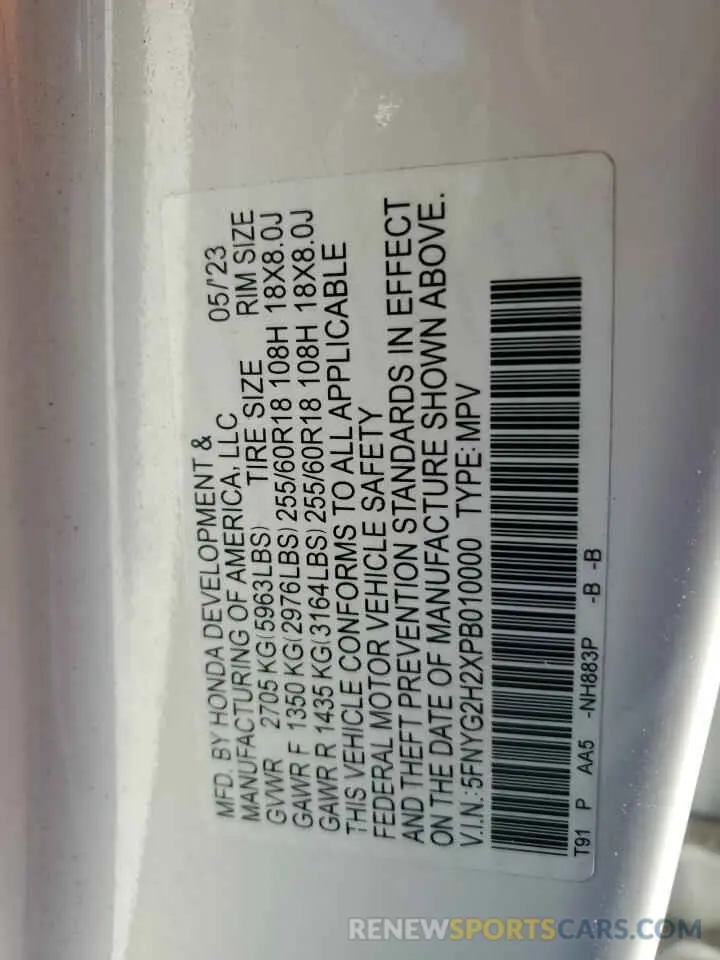 MFD. BY HONDA DEVELOPMENT &
MANUFACTURING OF AMERICA, LLC 05/'23
GVWR 2705 KG(5963LBS) TIRE SIZE RIM SIZE
GAWR F 1350 KG(2976LBS) 255/60R18 108H 18X8.0J
GAWR R 1435 KG(3164LBS) 255/60R18 108H 18X8.0J
THIS VEHICLE CONFORMS TO ALL APPLICABLE
FEDERAL MOTOR VEHICLE SAFETY
AND THEFT PREVENTION STANDARDS IN EFFECT
ON THE DATE OF MANUFACTURE SHOWN ABOVE.
V.I.N.:5FNYG2H2XPB010000 TYPE:MPV
T91 P AA5 -NH883P -B -B
RENEWSPORTSCARS.COM